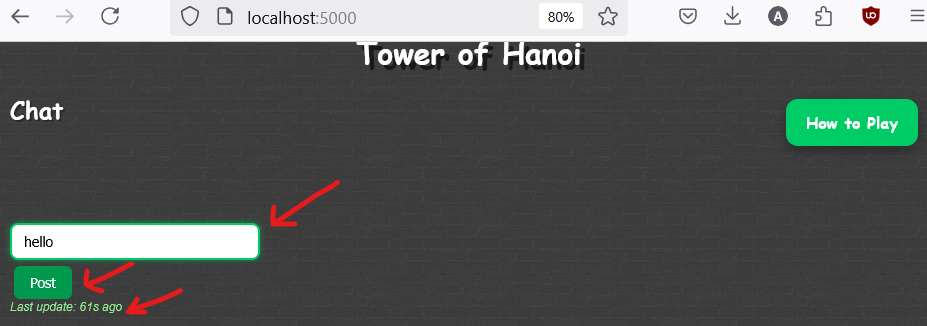 localhost:5000
80%
A
Tower of Hanoi
Chat
How to Play
hello
Post
Last update: 61s ago